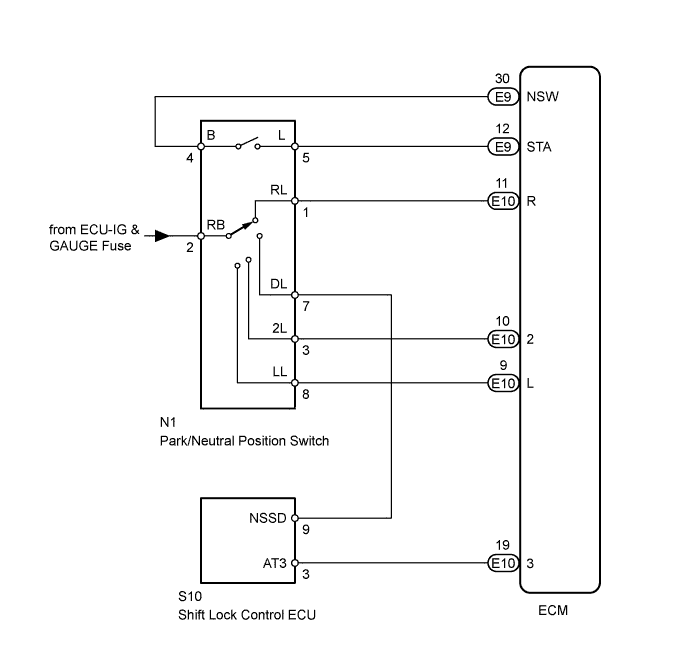 30
E9 NSW
B L 12
4 5 E9 STA
RL 11
1 E10 R
from ECU-IG &
GAUGE Fuse
RB
2
DL
7
2L 10
3 E10 2
LL 9
8 E10 L
N1
Park/Neutral Position Switch
NSSD
9
AT3 19
3 E10 3
S10
Shift Lock Control ECU
ECM